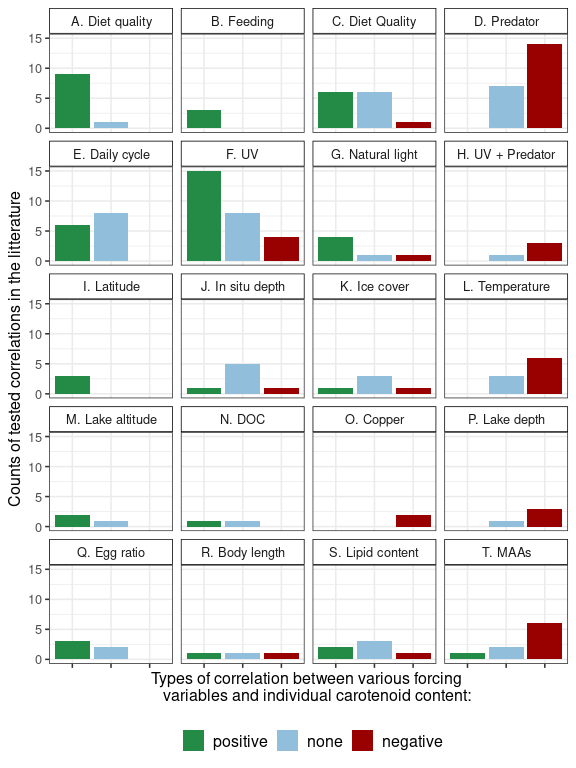 A. Diet quality
B. Feeding
C. Diet Quality
D. Predator
15
10
5
0
E. Daily cycle
F. UV
G. Natural light
H. UV + Predator
15
10
5
0
I. Latitude
J. In situ depth
K. Ice cover
L. Temperature
15
10
5
0
M. Lake altitude
N. DOC
O. Copper
P. Lake depth
15
10
5
0
Q. Egg ratio
R. Body length
S. Lipid content
T. MAAs
15
10
5
0
Counts of tested correlations in the litterature
Types of correlation between various forcing
variables and individual carotenoid content:
positive none negative